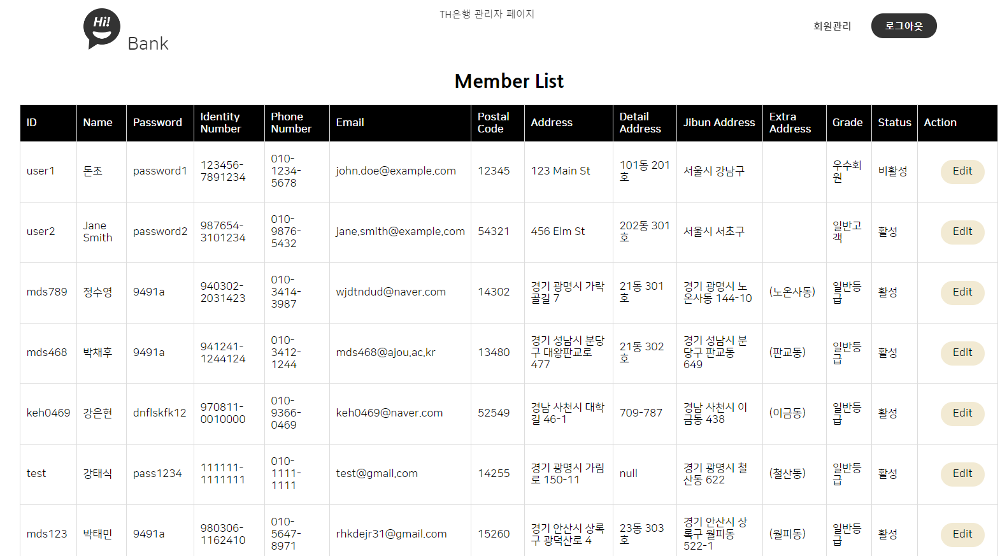 Hi!
Bank
TH은행 관리자 페이지
회원관리
로그아웃
Member List
ID Name Password Identity Number Phone Number Email Postal Code Address Detail Address Jibun Address Extra Address Grade Status Action
user1 돈조 password1 123456-7891234 010-1234-5678 john.doe@example.com 12345 123 Main St 101동 201호 서울시 강남구 우수회원 비활성 Edit
user2 Jane Smith password2 987654-3101234 010-9876-5432 jane.smith@example.com 54321 456 Elm St 202동 301호 서울시 서초구 일반고객 활성 Edit
mds789 정수영 9491a 940302-2031423 010-3414-3987 wjdtndud@naver.com 14302 경기 광명시 가락골길 7 21동 301호 경기 광명시 노온사동 144-10 (노온사동) 일반등급 활성 Edit
mds468 박채후 9491a 941241-1244124 010-3412-1244 mds468@ajou.ac.kr 13480 경기 성남시 분당구 대왕판교로 477 21동 302호 경기 성남시 분당구 판교동 649 (판교동) 일반등급 활성 Edit
keh0469 강은현 dnflskfk12 970811-0010000 010-9366-0469 keh0469@naver.com 52549 경남 사천시 대학길 46-1 709-787 경남 사천시 이금동 438 (이금동) 일반등급 활성 Edit
test 강태식 pass1234 111111-1111111 010-1111-1111 test@gmail.com 14255 경기 광명시 가림로 150-11 null 경기 광명시 철산동 622 (철산동) 일반등급 활성 Edit
mds123 박태민 9491a 980306-1162410 010-5647-8971 rhkdejr31@gmail.com 15260 경기 안산시 상록구 광덕산로 4 23동 303호 경기 안산시 상록구 월피동 522-1 (월피동) 일반등급 활성 Edit